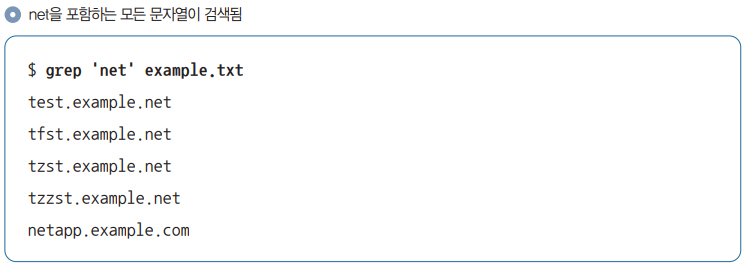 net을 포함하는 모든 문자열이 검색됨
$ grep 'net' example.txt
test.example.net
tfst.example.net
tzst.example.net
tzzst.example.net
netapp.example.com